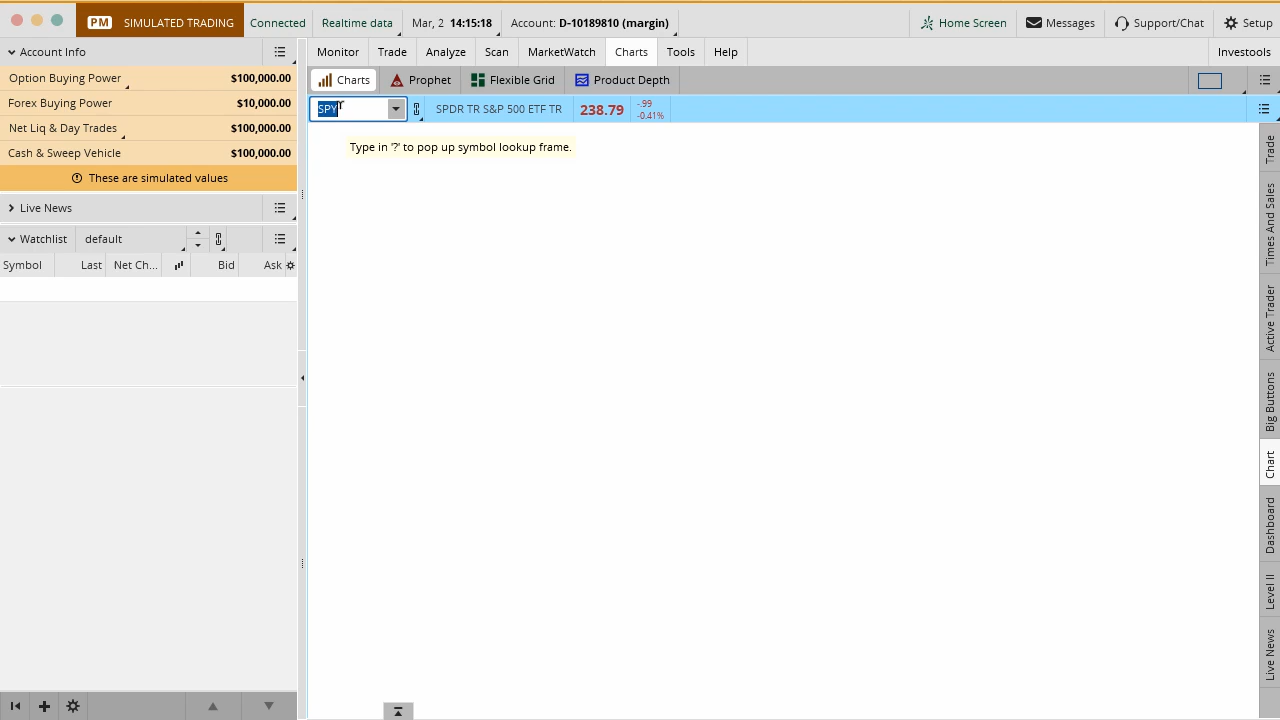 PM SIMULATED TRADING Connected Realtime data Mar, 2 14:15:18 Account: D-10189810 (margin) Home Screen Messages Support/Chat Setup
Account Info
Monitor Trade Analyze Scan MarketWatch Charts Tools Help Investools
Option Buying Power $100,000.00
Charts Prophet Flexible Grid Product Depth
Forex Buying Power $10,000.00
SPY SPDR TR S&P 500 ETF TR 238.79 -.99
-0.41%
Net Liq & Day Trades $100,000.00
Cash & Sweep Vehicle $100,000.00
Type in '?' to pop up symbol lookup frame.
These are simulated values
Live News
Watchlist default
Symbol Last Net Ch... Bid Ask
Trade
Times And Sales
Active Trader
Big Buttons
Chart
Dashboard
Level II
Live News